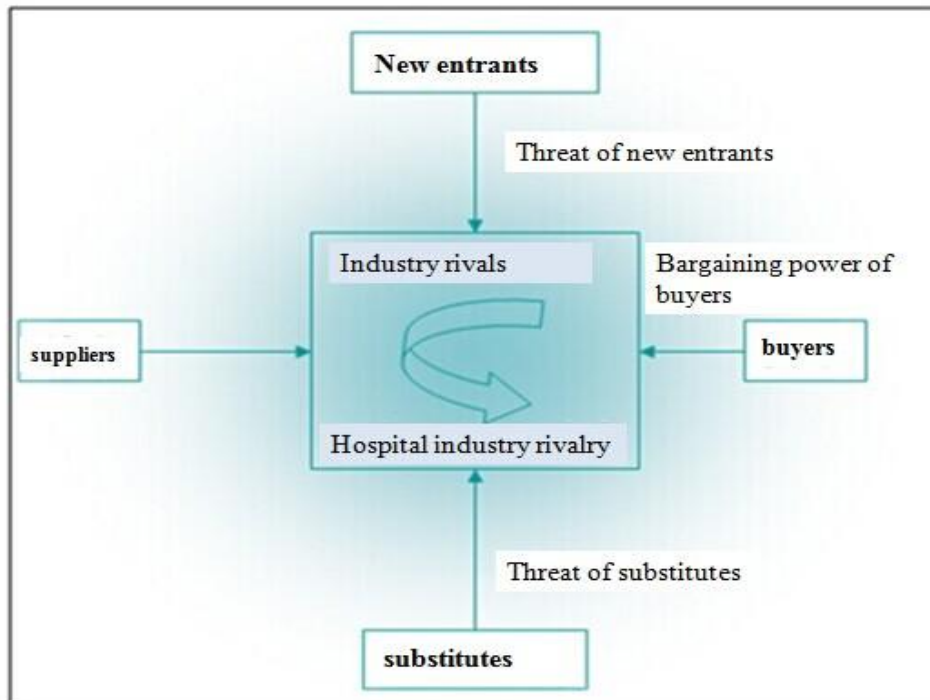 New entrants
Threat of new entrants
Industry rivals
Bargaining power of
buyers
suppliers
buyers
Hospital industry rivalry
Threat of substitutes
substitutes